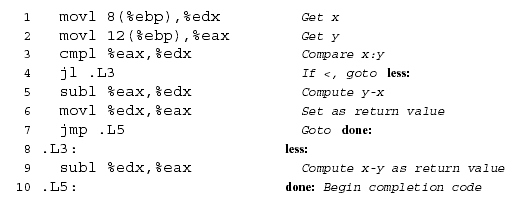 1 movl 8(%ebp),%edx Get x
2 movl 12(%ebp),%eax Get y
3 cmpl %eax,%edx Compare x:y
4 jl .L3 If <, goto less:
5 subl %eax,%edx Compute y-x
6 movl %edx,%eax Set as return value
7 jmp .L5 Goto done:
8 .L3: less:
9 subl %edx,%eax Compute x-y as return value
10 .L5: done: Begin completion code